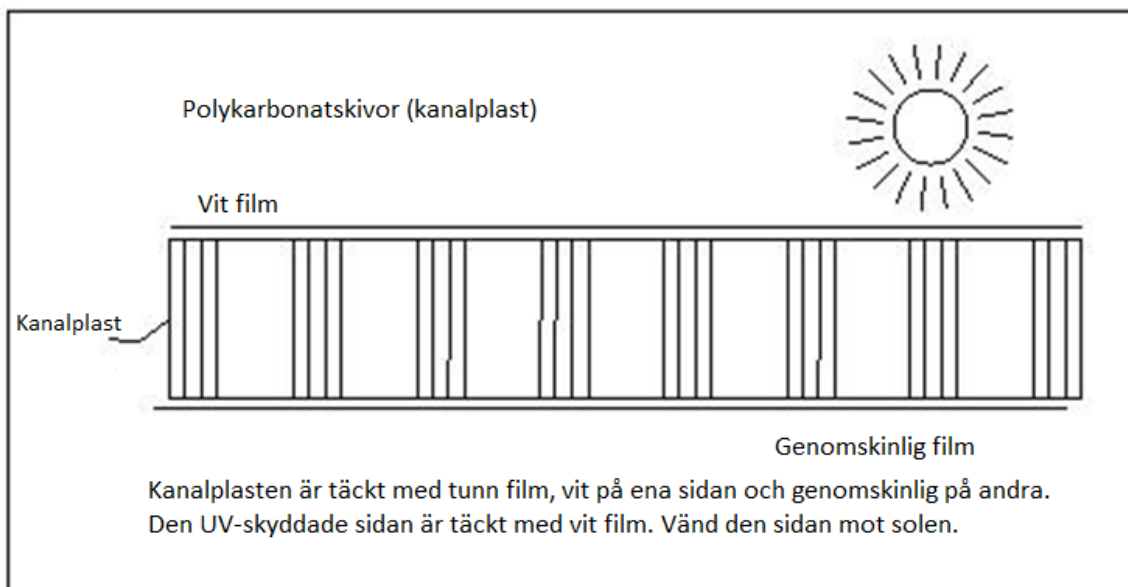 Polykarbonatskivor (kanalplast)
Vit film
Kanalplast
Genomskinlig film
Kanalplasten är täckt med tunn film, vit på ena sidan och genomskinlig på andra.
Den UV-skyddade sidan är täckt med vit film. Vänd den sidan mot solen.